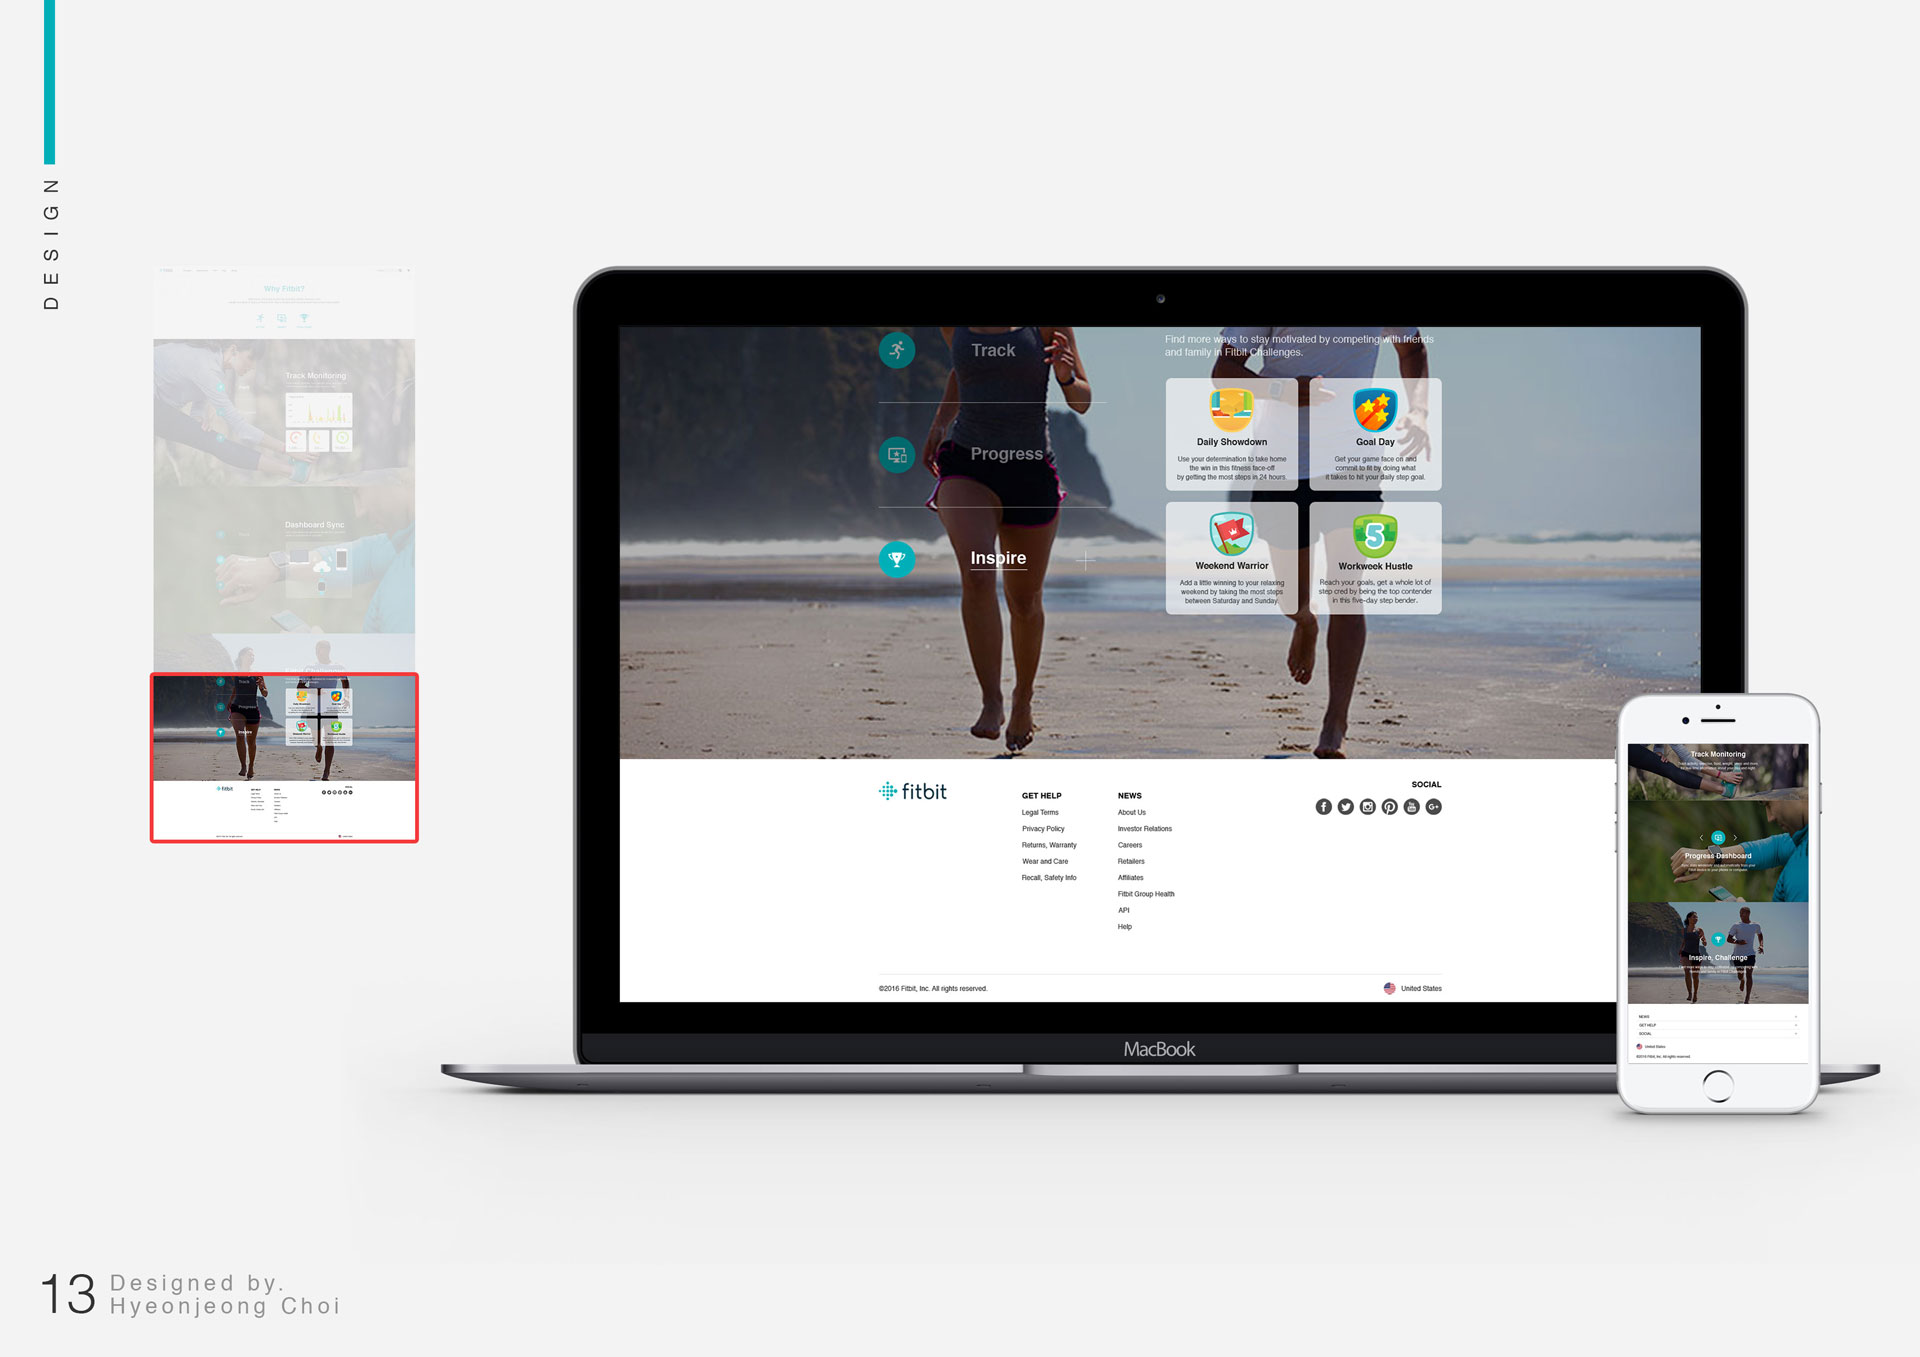 DESIGN
Why Fitbit?
Track Monitoring
Dashboard Sync
Track
Progress
Inspire
Find more ways to stay motivated by competing with friends
and family in Fitbit Challenges.
Daily Showdown
Use your determination to take home
the win in this fitness face-off
by getting the most steps in 24 hours.
Goal Day
Get your game face on and
commit to fit by doing what
it takes to hit your daily step goal.
Weekend Warrior
Add a little winning to your relaxing
weekend by taking the most steps
between Saturday and Sunday.
Workweek Hustle
Reach your goals, get a whole lot of
step cred by being the top contender
in this five-day step bender.
fitbit
GET HELP
Legal Terms
Privacy Policy
Returns, Warranty
Wear and Care
Recall, Safety Info
NEWS
About Us
Investor Relations
Careers
Retailers
Affiliates
Fitbit Group Health
API
Help
SOCIAL
©2016 Fitbit, Inc. All rights reserved.
United States
MacBook
Track Monitoring
Progress Dashboard
Inspire, Challenge
NEWS
GET HELP
SOCIAL
United States
©2016 Fitbit, Inc. All rights reserved.
13
Designed by.
Hyeonjeong Choi